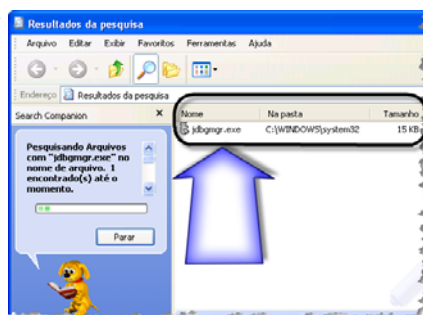 Resultados da pesquisa
Arquivo Editar Exibir Favoritos Ferramentas Ajuda
Endereço Resultados da pesquisa
Search Companion
Nome Na pasta Tamanho
jdbgmgr.exe C:\WINDOWS\system32 15 KB
Pesquisando Arquivos
com "jdbgmgr.exe" no
nome de arquivo. 1
encontrado(s) até o
momento.
Parar